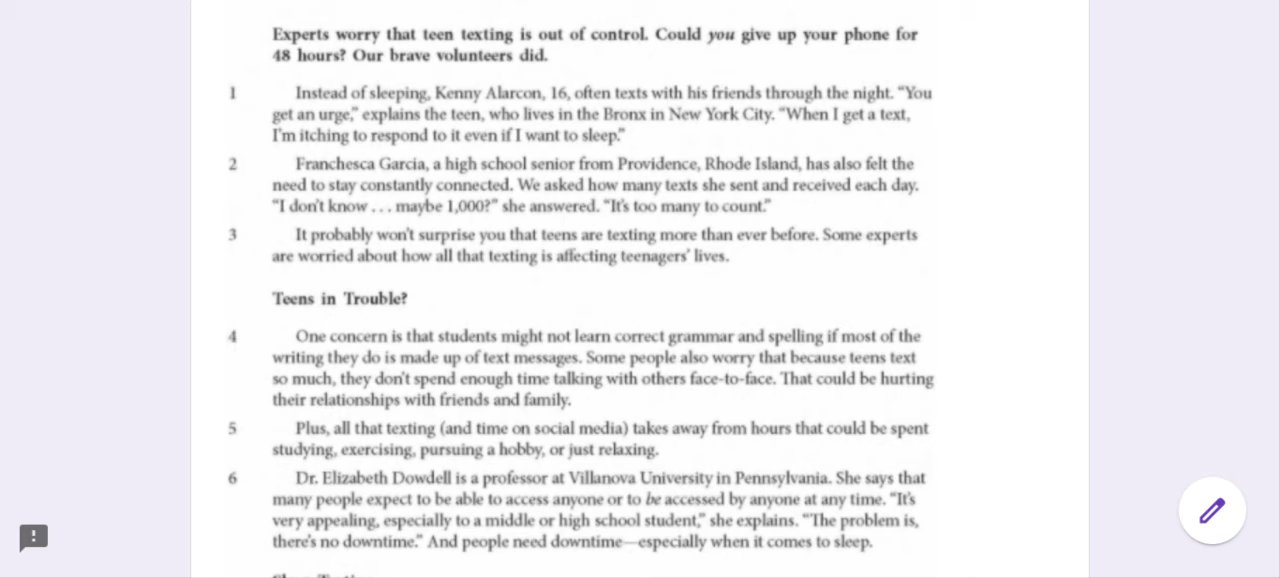 Experts worry that teen texting is out of control. Could you give up your phone for
48 hours? Our brave volunteers did.
1 Instead of sleeping, Kenny Alarcon, 16, often texts with his friends through the night. “You
get an urge,” explains the teen, who lives in the Bronx in New York City. “When I get a text,
I’m itching to respond to it even if I want to sleep.”
2 Franchesca Garcia, a high school senior from Providence, Rhode Island, has also felt the
need to stay constantly connected. We asked how many texts she sent and received each day.
“I don’t know . . . maybe 1,000?” she answered. “It’s too many to count.”
3 It probably won’t surprise you that teens are texting more than ever before. Some experts
are worried about how all that texting is affecting teenagers’ lives.
Teens in Trouble?
4 One concern is that students might not learn correct grammar and spelling if most of the
writing they do is made up of text messages. Some people also worry that because teens text
so much, they don’t spend enough time talking with others face-to-face. That could be hurting
their relationships with friends and family.
5 Plus, all that texting (and time on social media) takes away from hours that could be spent
studying, exercising, pursuing a hobby, or just relaxing.
6 Dr. Elizabeth Dowdell is a professor at Villanova University in Pennsylvania. She says that
many people expect to be able to access anyone or to be accessed by anyone at any time. “It’s
very appealing, especially to a middle or high school student,” she explains. “The problem is,
there’s no downtime.” And people need downtime—especially when it comes to sleep.